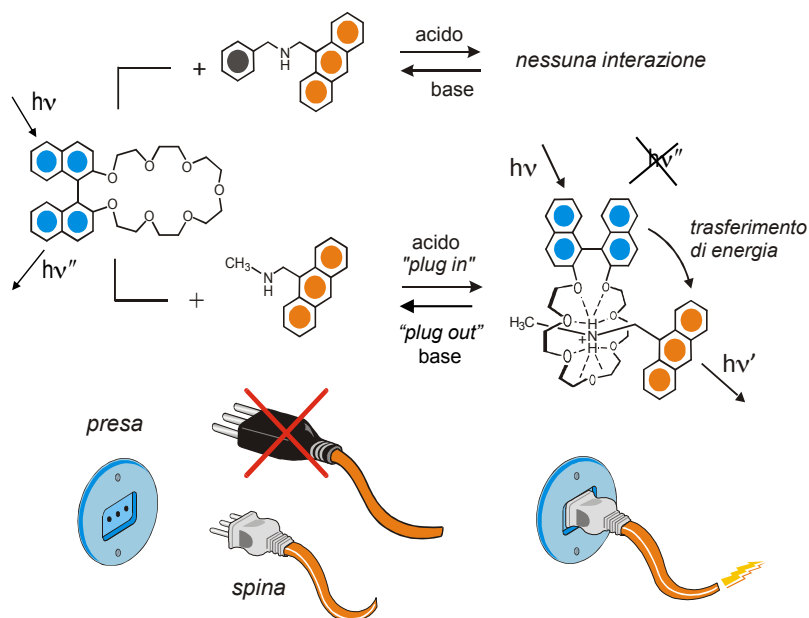 +
N
H
acido
base
nessuna interazione
hν
O O O O O O O O
hν"
+
CH₃
N
H
acido
"plug in"
"plug out"
base
hν
hν"
trasferimento
di energia
O O
H
H₃C
O N O
+
O H O
O O
hν'
presa
spina